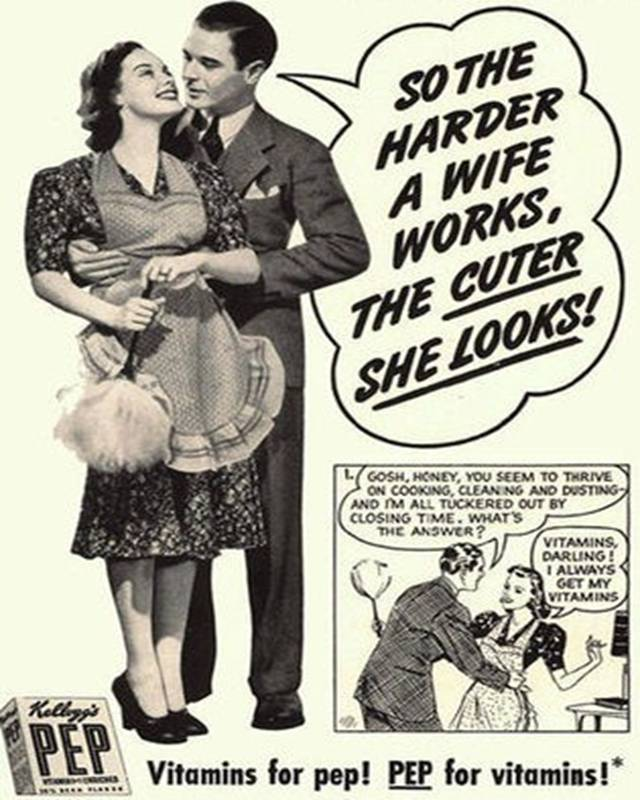 SO THE
HARDER
A WIFE
WORKS,
THE CUTER
SHE LOOKS!
1. GOSH, HONEY, YOU SEEM TO THRIVE
ON COOKING, CLEANING AND DUSTING-
AND I'M ALL TUCKERED OUT BY
CLOSING TIME. WHAT'S
THE ANSWER?
VITAMINS,
DARLING!
I ALWAYS
GET MY
VITAMINS
Kellogg's
PEP
PEP
Vitamins for pep! PEP for vitamins!*